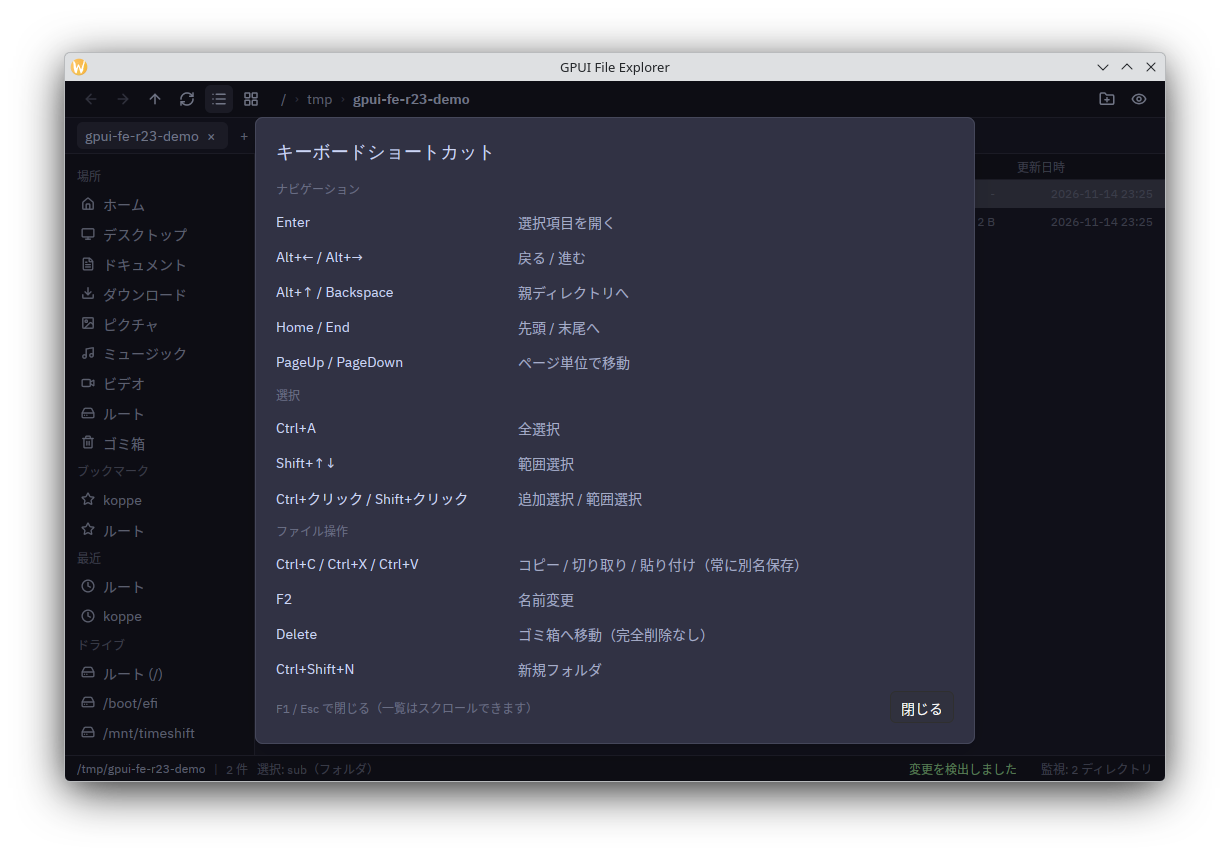 GPUI File Explorer
/ › tmp › gpui-fe-r23-demo
gpui-fe-r23-demo × +
場所
ホーム
デスクトップ
ドキュメント
ダウンロード
ピクチャ
ミュージック
ビデオ
ルート
ゴミ箱
ブックマーク
koppe
ルート
最近
ルート
koppe
ドライブ
ルート (/)
/boot/efi
/mnt/timeshift
キーボードショートカット
ナビゲーション
Enter 選択項目を開く
Alt+← / Alt+→ 戻る / 進む
Alt+↑ / Backspace 親ディレクトリへ
Home / End 先頭 / 末尾へ
PageUp / PageDown ページ単位で移動
選択
Ctrl+A 全選択
Shift+↑↓ 範囲選択
Ctrl+クリック / Shift+クリック 追加選択 / 範囲選択
ファイル操作
Ctrl+C / Ctrl+X / Ctrl+V コピー / 切り取り / 貼り付け（常に別名保存）
F2 名前変更
Delete ゴミ箱へ移動（完全削除なし）
Ctrl+Shift+N 新規フォルダ
F1 / Esc で閉じる（一覧はスクロールできます）
閉じる
更新日時
- 2026-11-14 23:25
2 B 2026-11-14 23:25
/tmp/gpui-fe-r23-demo | 2 件 選択: sub（フォルダ）
変更を検出しました 監視: 2 ディレクトリ